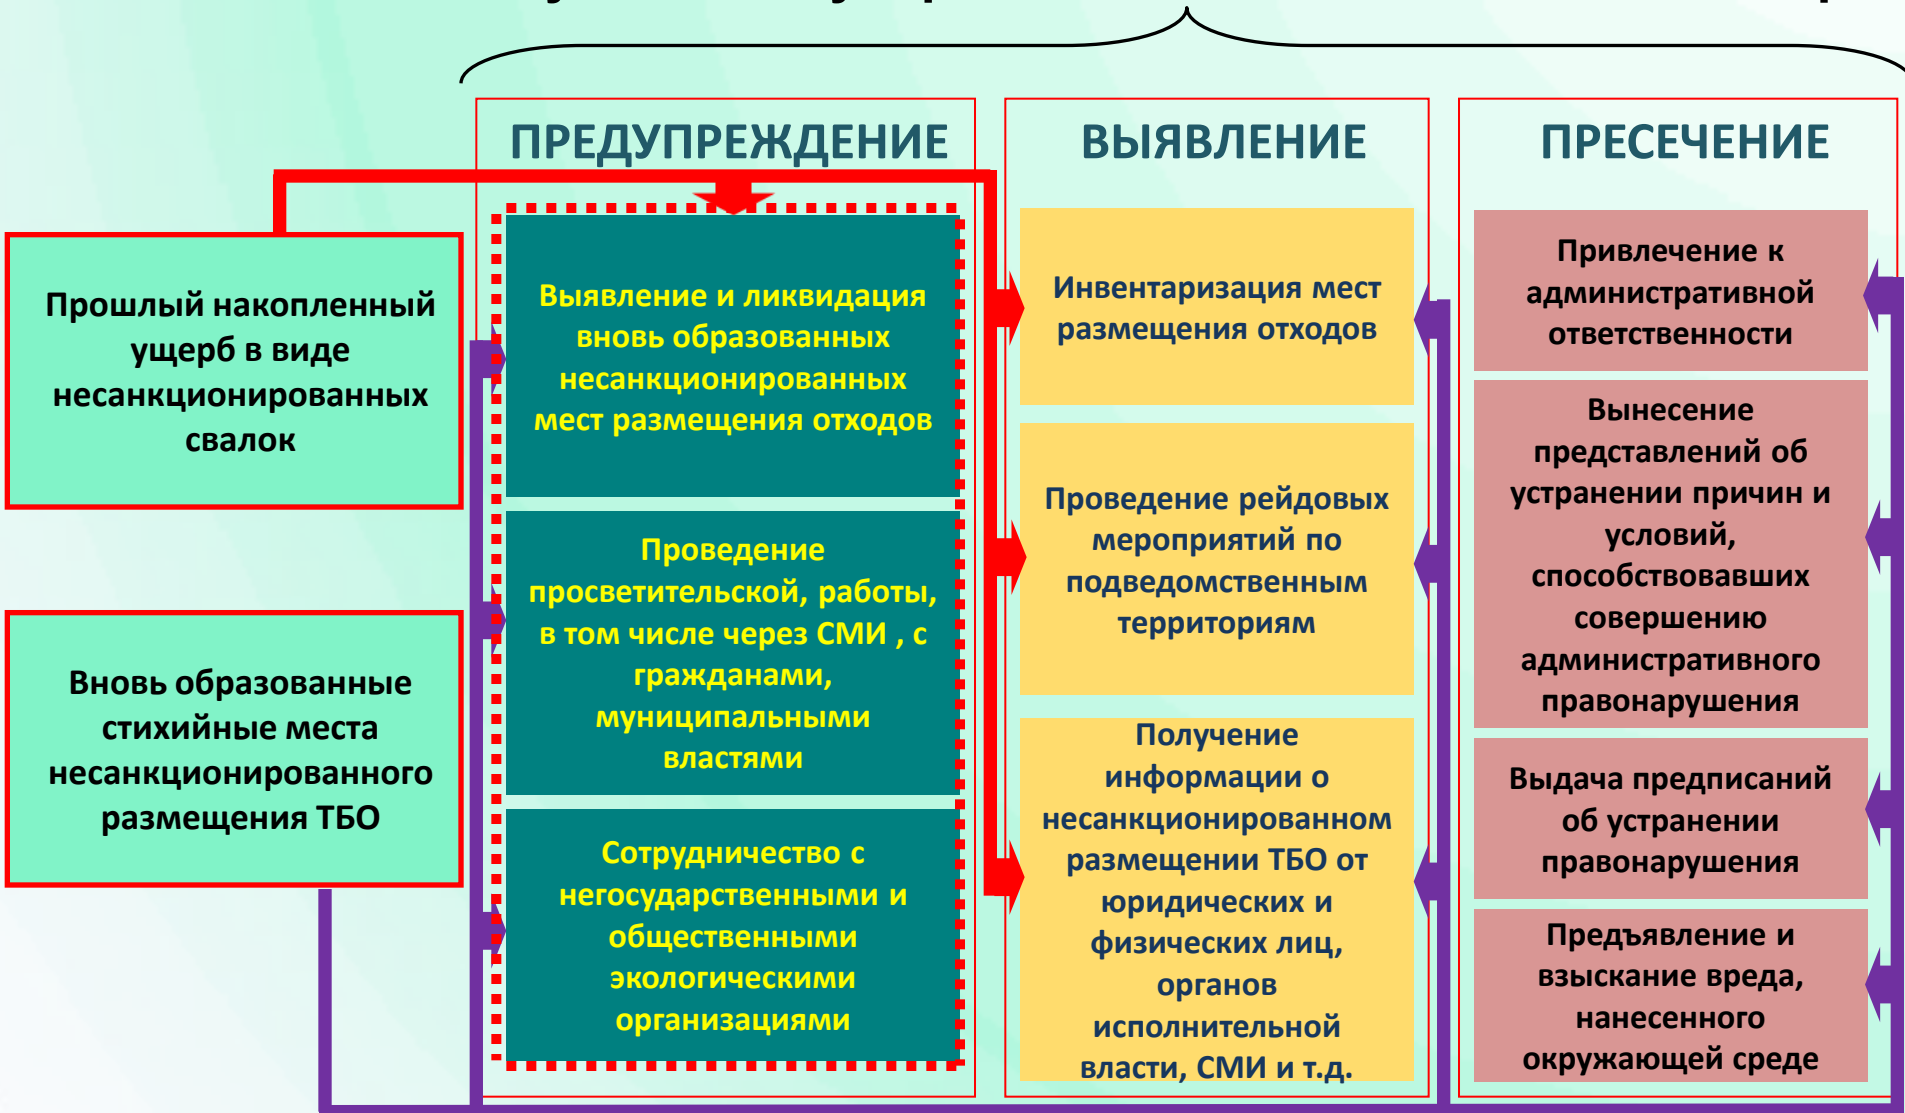 ПРЕДУПРЕЖДЕНИЕ
ВЫЯВЛЕНИЕ
ПРЕСЕЧЕНИЕ
Прошлый накопленный
ущерб в виде
несанкционированных
свалок
Вновь образованные
стихийные места
несанкционированного
размещения ТБО
Выявление и ликвидация
вновь образованных
несанкционированных
мест размещения отходов
Проведение
просветительской, работы,
в том числе через СМИ , с
гражданами,
муниципальными
властями
Сотрудничество с
негосударственными и
общественными
экологическими
организациями
Инвентаризация мест
размещения отходов
Проведение рейдовых
мероприятий по
подведомственным
территориям
Получение
информации о
несанкционированном
размещении ТБО от
юридических и
физических лиц,
органов
исполнительной
власти, СМИ и т.д.
Привлечение к
административной
ответственности
Вынесение
представлений об
устранении причин и
условий,
способствовавших
совершению
административного
правонарушения
Выдача предписаний
об устранении
правонарушения
Предъявление и
взыскание вреда,
нанесенного
окружающей среде